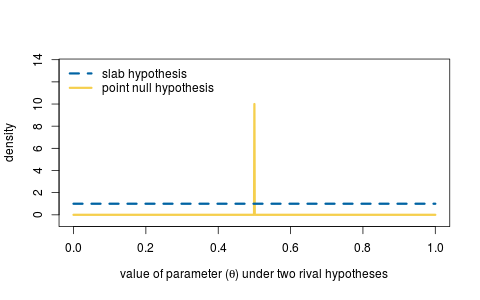 slab hypothesis
point null hypothesis
density
14
10
8
6
4
2
0
0.0 0.2 0.4 0.6 0.8 1.0
value of parameter (θ) under two rival hypotheses